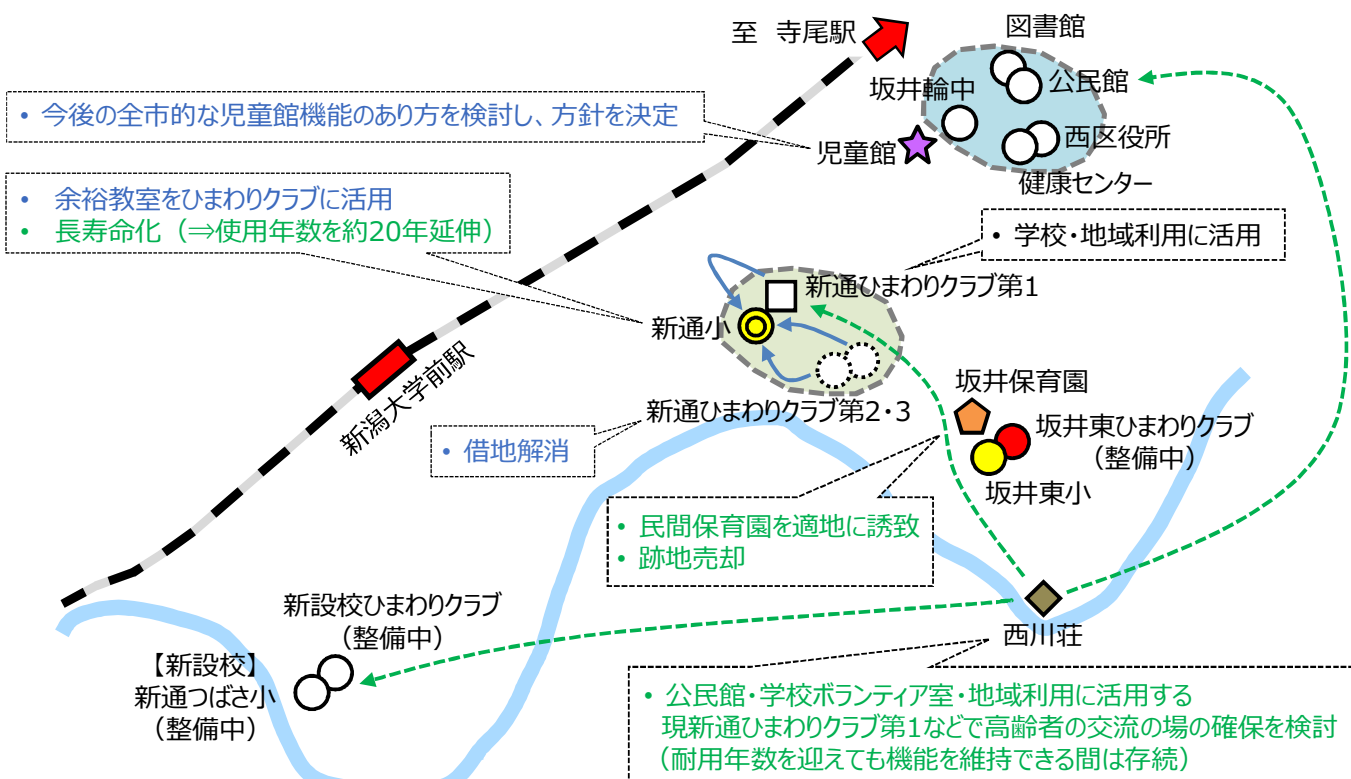 至 寺尾駅
図書館
公民館
坂井輪中
西区役所
児童館
健康センター
• 今後の全市的な児童館機能のあり方を検討し、方針を決定
• 余裕教室をひまわりクラブに活用
• 長寿命化（⇒使用年数を約20年延伸）
• 学校・地域利用に活用
新通ひまわりクラブ第1
新通小
新潟大学前駅
新通ひまわりクラブ第2・3
• 借地解消
坂井保育園
坂井東ひまわりクラブ
（整備中）
坂井東小
• 民間保育園を適地に誘致
• 跡地売却
新設校ひまわりクラブ
（整備中）
【新設校】
新通つばさ小
（整備中）
西川荘
• 公民館・学校ボランティア室・地域利用に活用する
現新通ひまわりクラブ第1などで高齢者の交流の場の確保を検討
（耐用年数を迎えても機能を維持できる間は存続）